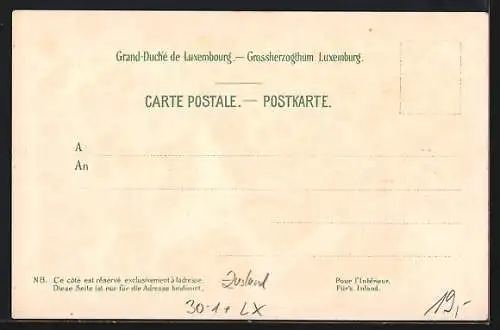 Grand-Duché de Luxembourg.— Grossherzogthum Luxemburg.
CARTE POSTALE.— POSTKARTE.
A
An
NB. Ce côté est réservé exclusivement à l'adresse.
Diese Seite ist nur für die Adresse bestimmt.
Pour l'Intérieur.
Für's Inland.
30-1+ LX
19,-